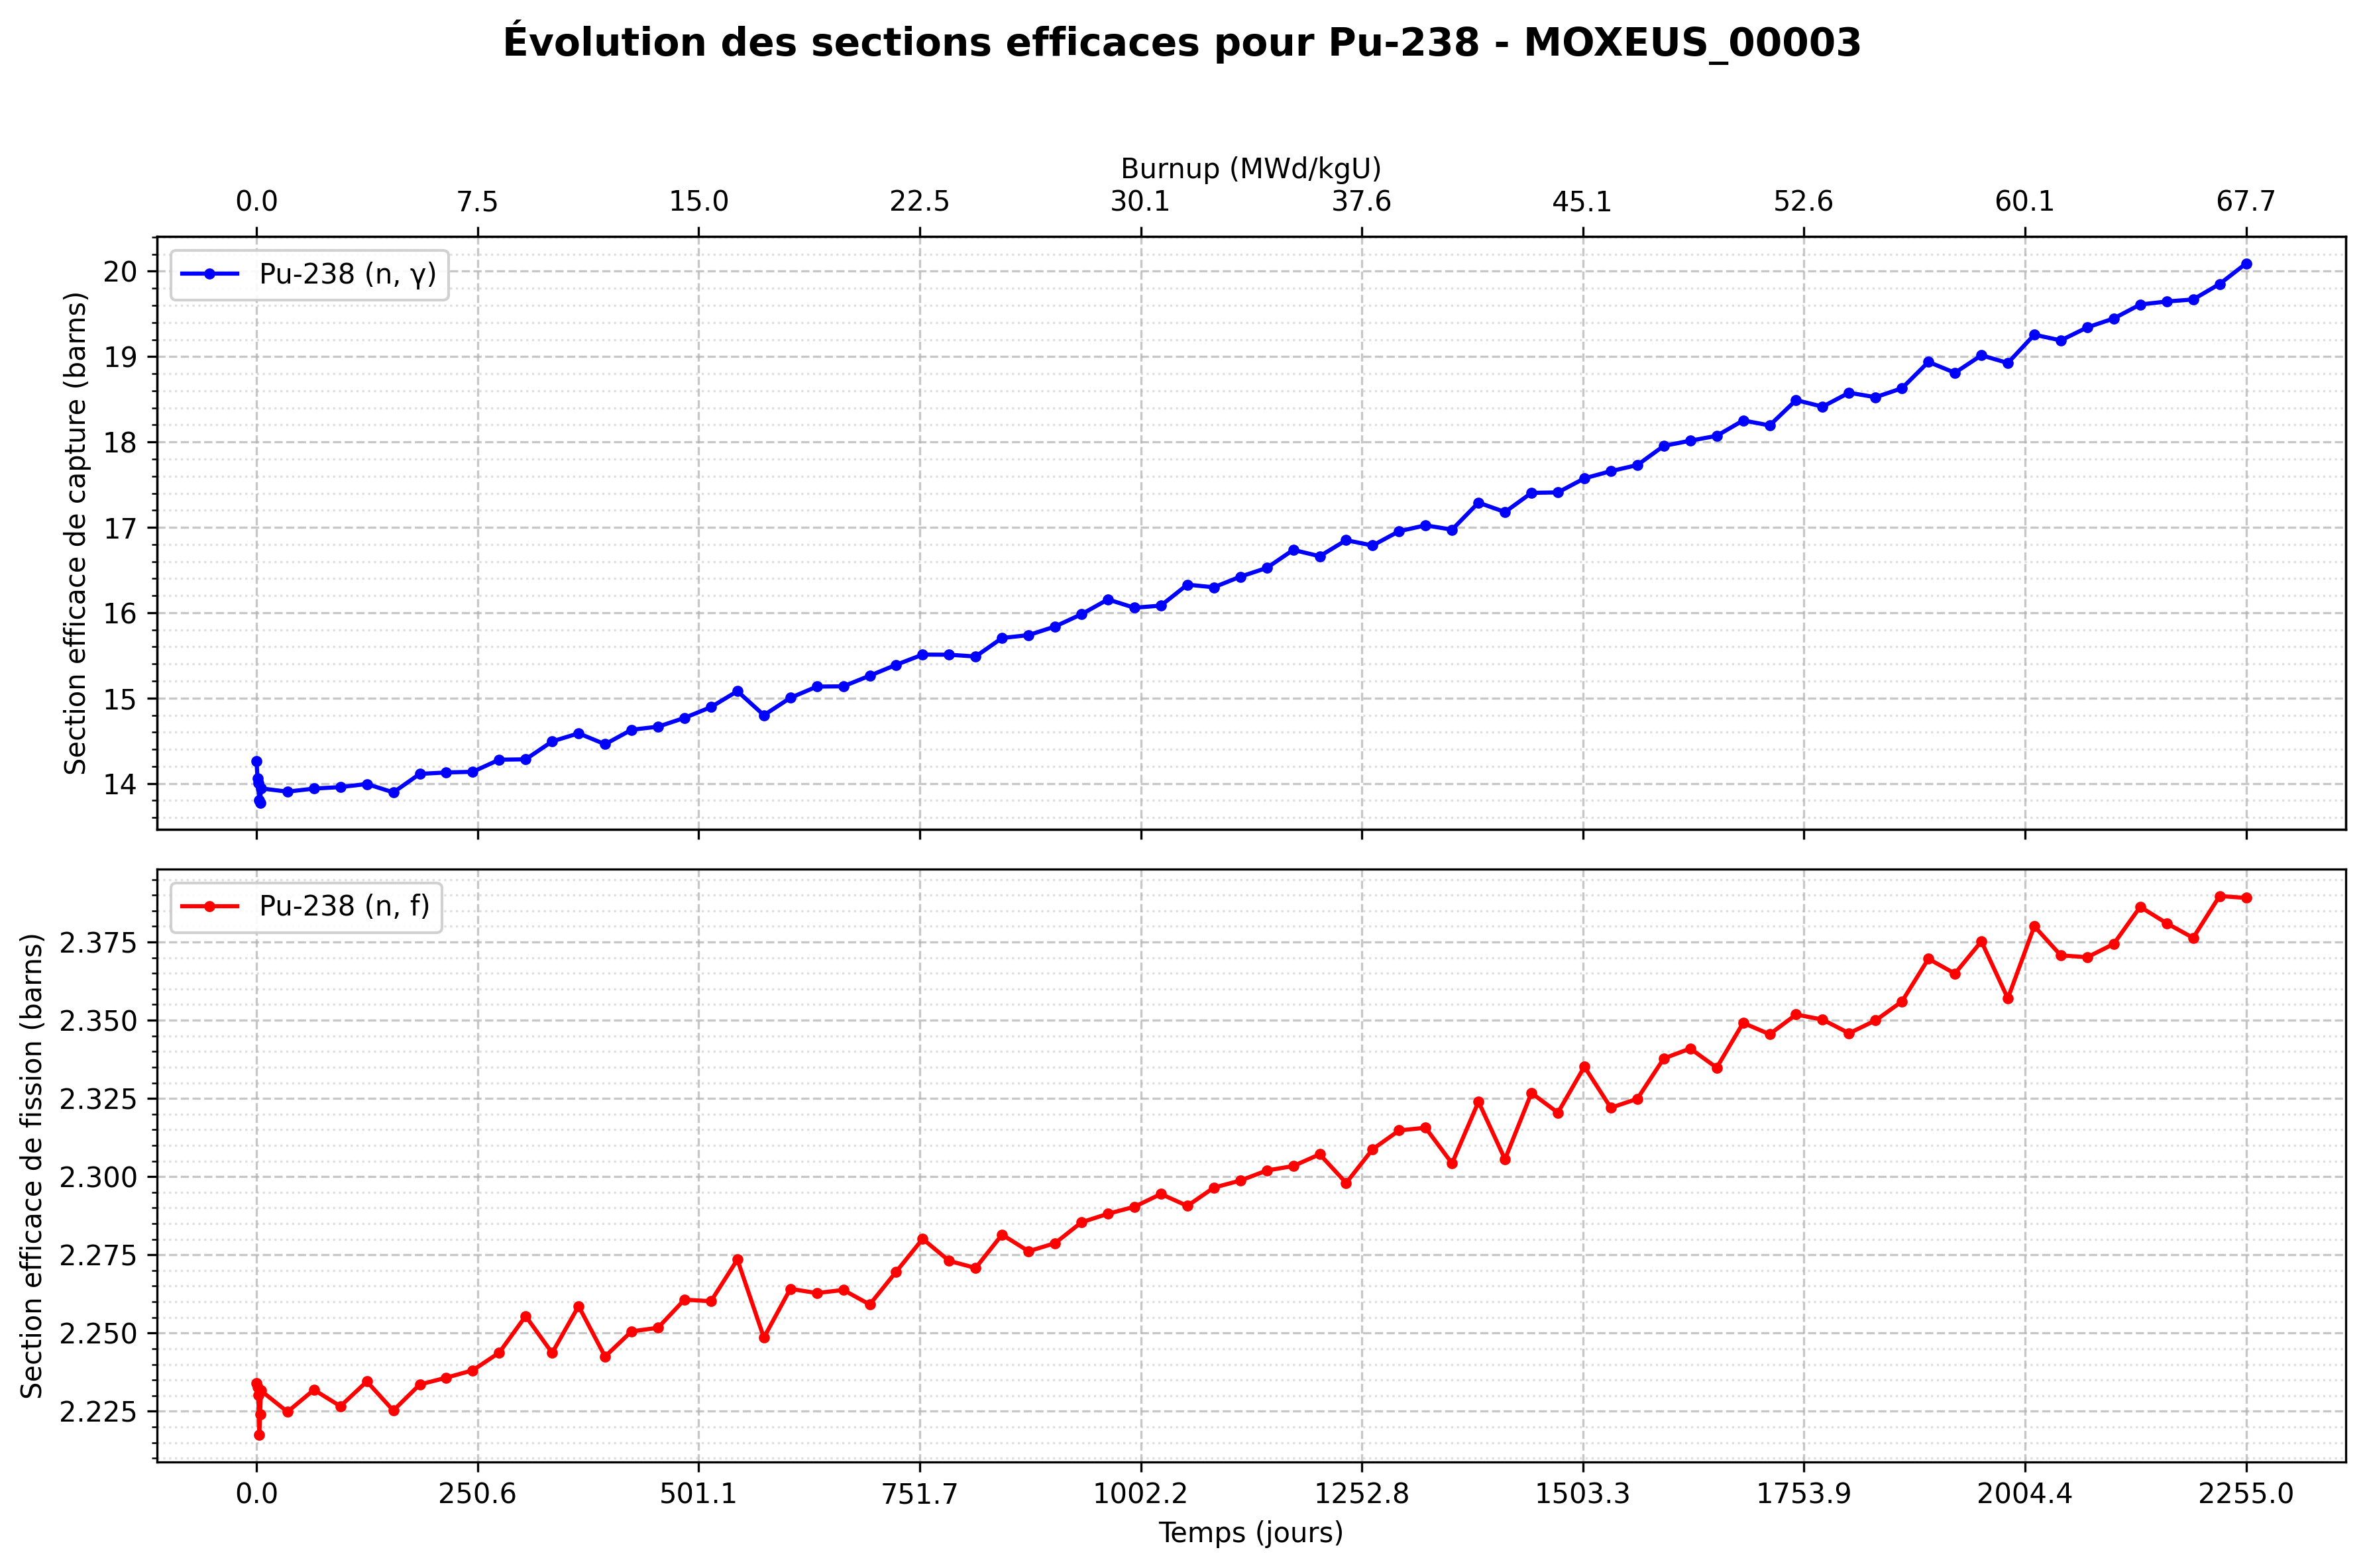 Évolution des sections efficaces pour Pu-238 - MOXEUS_00003
Burnup (MWd/kgU)
0.0 7.5 15.0 22.5 30.1 37.6 45.1 52.6 60.1 67.7
Pu-238 (n, γ)
Section efficace de capture (barns)
20
19
18
17
16
15
14
Pu-238 (n, f)
Section efficace de fission (barns)
2.375
2.350
2.325
2.300
2.275
2.250
2.225
0.0 250.6 501.1 751.7 1002.2 1252.8 1503.3 1753.9 2004.4 2255.0
Temps (jours)